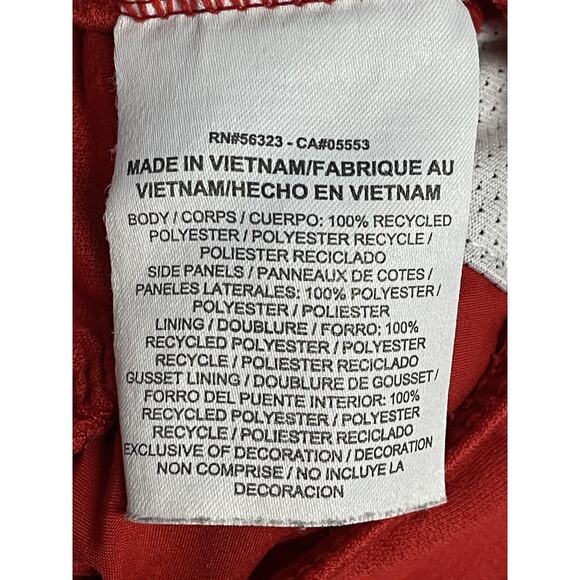 RN#56323 - CA#05553
MADE IN VIETNAM/FABRIQUE AU
VIETNAM/HECHO EN VIETNAM
BODY / CORPS / CUERPO: 100% RECYCLED
POLYESTER / POLYESTER RECYCLE /
POLIESTER RECICLADO
SIDE PANELS / PANNEAUX DE COTES /
PANELES LATERALES: 100% POLYESTER /
POLYESTER / POLIESTER
LINING / DOUBLURE / FORRO: 100%
RECYCLED POLYESTER / POLYESTER
RECYCLE / POLIESTER RECICLADO
GUSSET LINING / DOUBLURE DE GOUSSET /
FORRO DEL PUENTE INTERIOR: 100%
RECYCLED POLYESTER / POLYESTER
RECYCLE / POLIESTER RECICLADO
EXCLUSIVE OF DECORATION / DECORATION
NON COMPRISE / NO INCLUYE LA
DECORACION